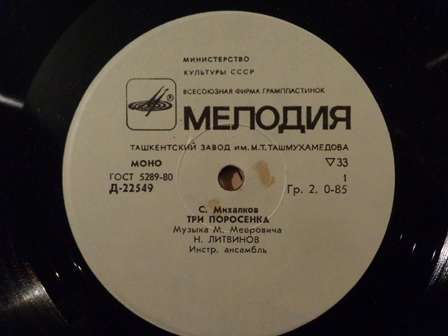 МИНИСТЕРСТВО
КУЛЬТУРЫ СССР
ВСЕСОЮЗНАЯ ФИРМА ГРАМПЛАСТИНОК
МЕЛОДИЯ
ТАШКЕНТСКИЙ ЗАВОД ИМ. М.Т. ТАШМУХАМЕДОВА
МОНО ▽33
ГОСТ 5289-80 1
Д-22549 Гр. 2. 0-85
С. Михалков
ТРИ ПОРОСЕНКА
Музыка М. Меeровича
Н. ЛИТВИНОВ
Инстр. ансамбль